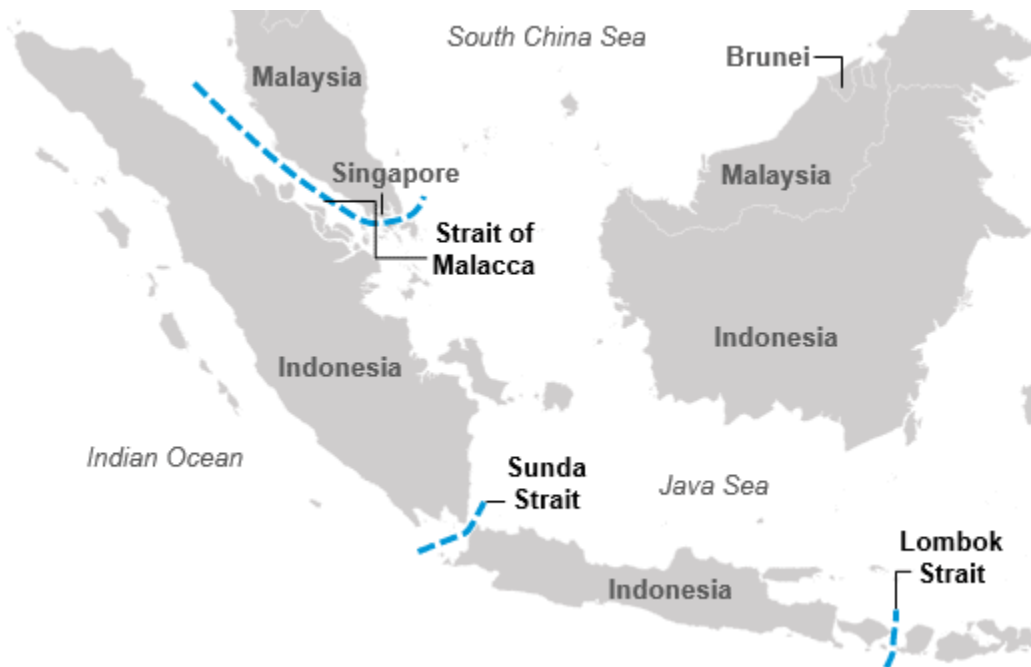 South China Sea
Brunei
Malaysia
Singapore
Malaysia
Strait of
Malacca
Indonesia
Indonesia
Indian Ocean
Sunda
Strait
Java Sea
Lombok
Strait
Indonesia